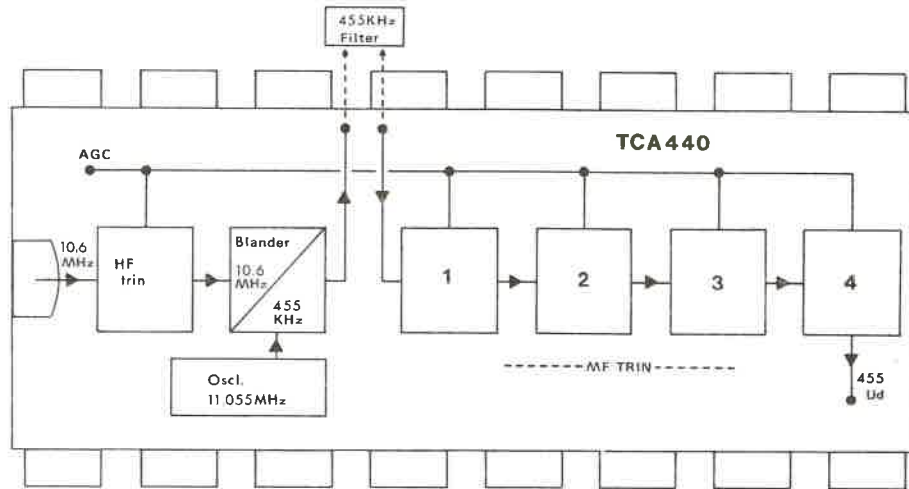 455KHz
Filter
TCA440
AGC
10.6
MHz
HF
trin
Blander
10.6
MHz
455
KHz
Oscl.
11.055MHz
1
2
3
4
MF TRIN
455
Ud